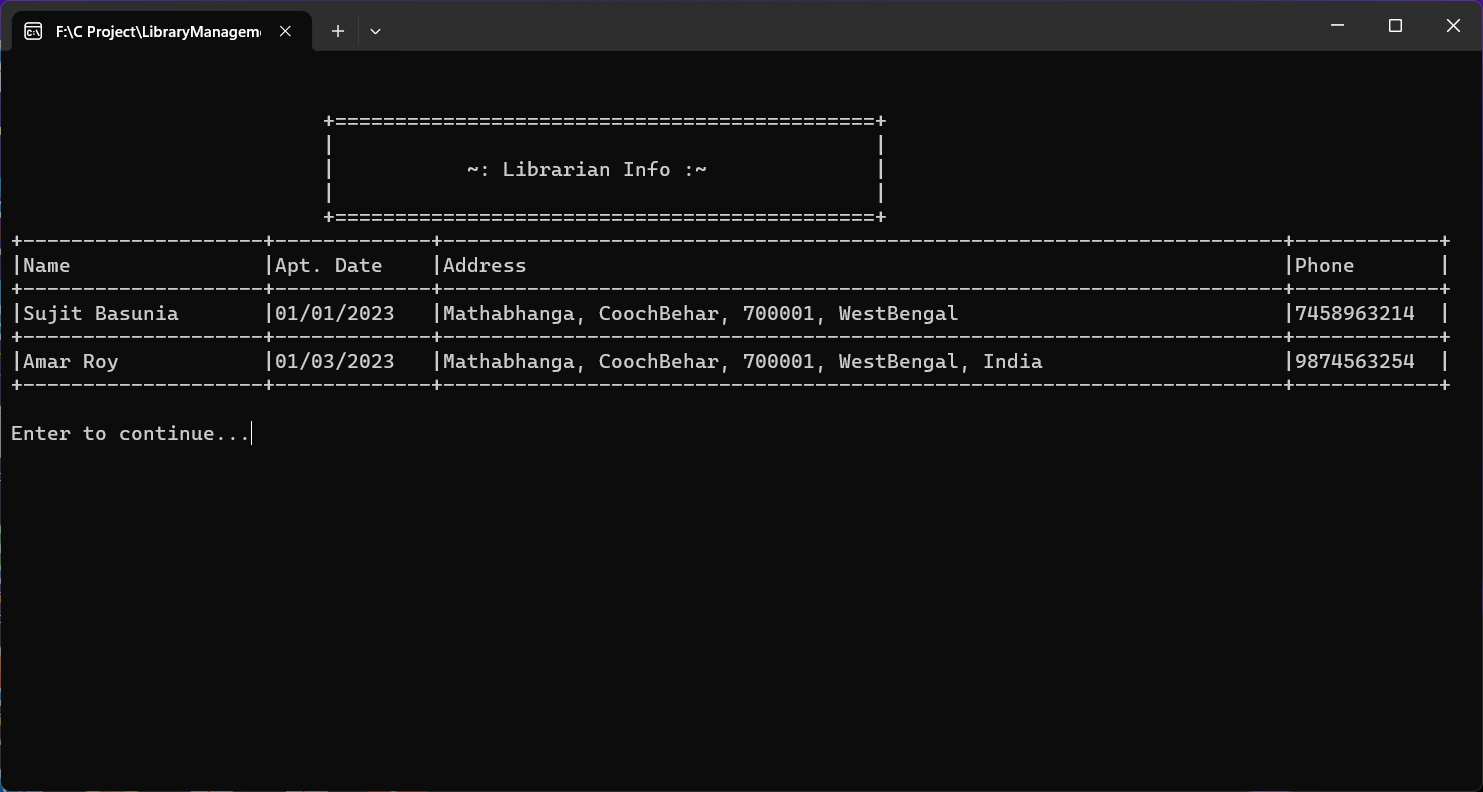 F:\C Project\LibraryManagem
+=============================================+
|                                             |
|           ~: Librarian Info :~              |
|                                             |
+=============================================+
+--------------------+-------------+----------------------------------------------------------------------+------------+
|Name                |Apt. Date    |Address                                                               |Phone       |
+--------------------+-------------+----------------------------------------------------------------------+------------+
|Sujit Basunia       |01/01/2023   |Mathabhanga, CoochBehar, 700001, WestBengal                           |7458963214  |
+--------------------+-------------+----------------------------------------------------------------------+------------+
|Amar Roy            |01/03/2023   |Mathabhanga, CoochBehar, 700001, WestBengal, India                    |9874563254  |
+--------------------+-------------+----------------------------------------------------------------------+------------+
Enter to continue...